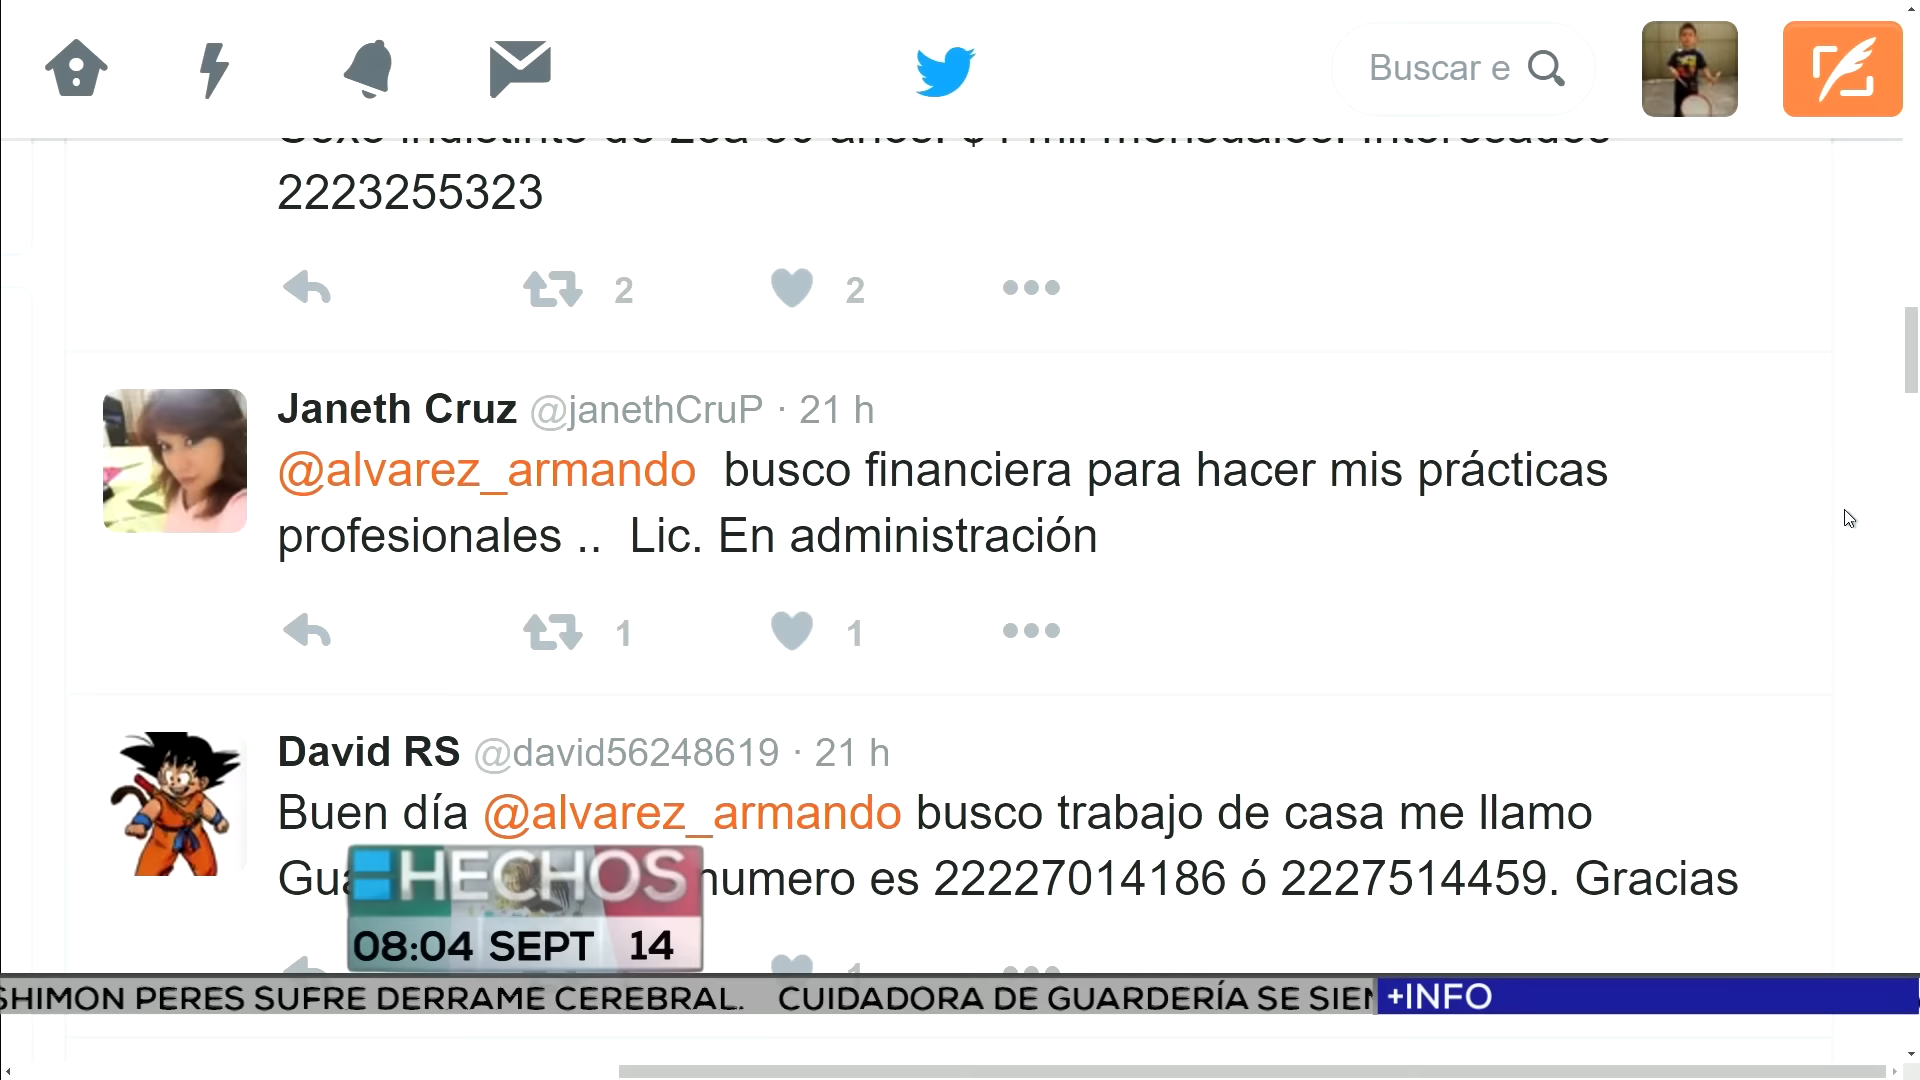 Buscar e
2223255323
2 2
Janeth Cruz @janethCruP · 21 h
@alvarez_armando busco financiera para hacer mis prácticas
profesionales .. Lic. En administración
1 1
David RS @david56248619 · 21 h
Buen día @alvarez_armando busco trabajo de casa me llamo
numero es 22227014186 ó 2227514459. Gracias
HECHOS
08:04 SEPT 14
1
SHIMON PERES SUFRE DERRAME CEREBRAL. CUIDADORA DE GUARDERÍA SE
+INFO